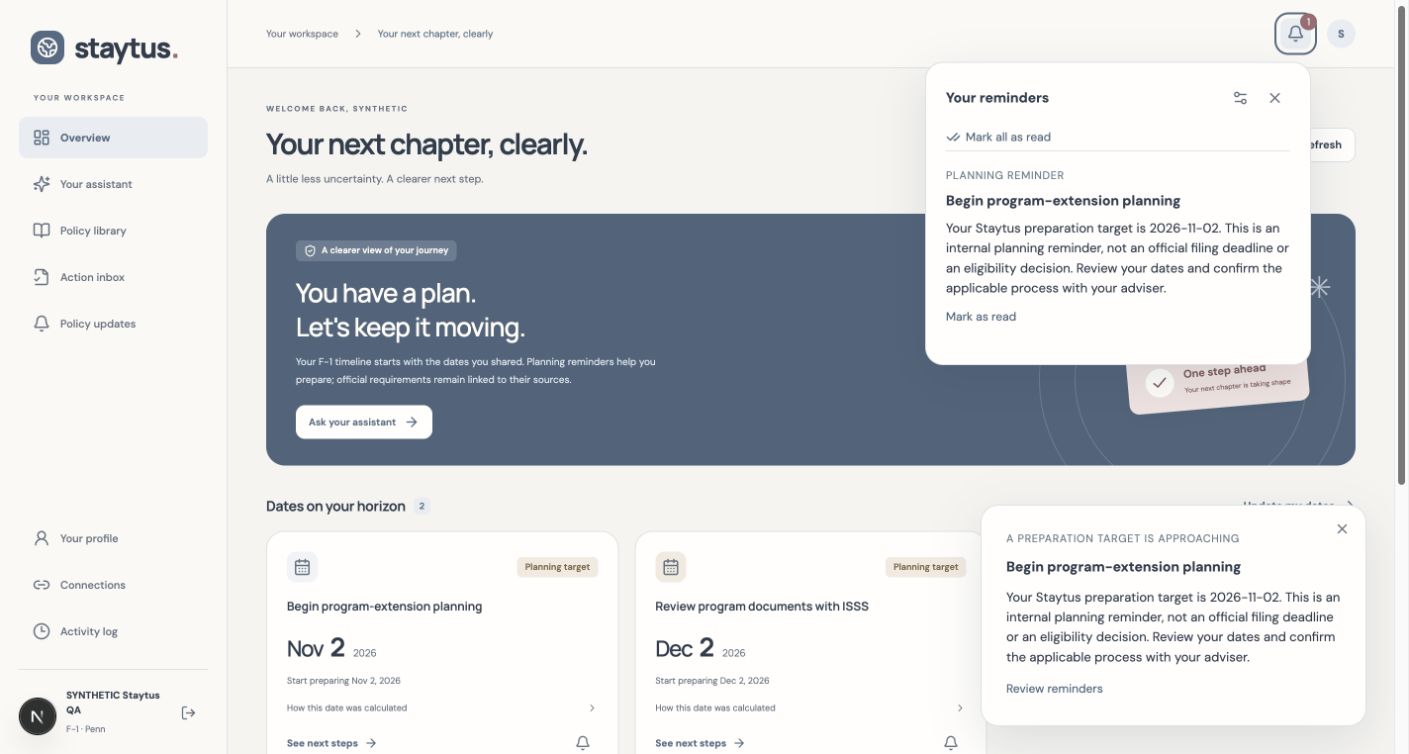 staytus.
YOUR WORKSPACE
Overview
Your assistant
Policy library
Action inbox
Policy updates
Your profile
Connections
Activity log
N
SYNTHETIC Staytus
QA
F-1 · Penn
Your workspace > Your next chapter, clearly
1
S
WELCOME BACK, SYNTHETIC
Your next chapter, clearly.
A little less uncertainty. A clearer next step.
efresh
A clearer view of your journey
You have a plan.
Let's keep it moving.
Your F-1 timeline starts with the dates you shared. Planning reminders help you
prepare; official requirements remain linked to their sources.
Ask your assistant
One step ahead
Your next chapter is taking shape
Your reminders
Mark all as read
PLANNING REMINDER
Begin program-extension planning
Your Staytus preparation target is 2026-11-02. This is an
internal planning reminder, not an official filing deadline or
an eligibility decision. Review your dates and confirm the
applicable process with your adviser.
Mark as read
Dates on your horizon 2
Planning target
Begin program-extension planning
Nov 2 2026
Start preparing Nov 2, 2026
How this date was calculated
See next steps
Planning target
Review program documents with ISSS
Dec 2 2026
Start preparing Dec 2, 2026
How this date was calculated
See next steps
A PREPARATION TARGET IS APPROACHING
Begin program-extension planning
Your Staytus preparation target is 2026-11-02. This is an
internal planning reminder, not an official filing deadline
or an eligibility decision. Review your dates and confirm
the applicable process with your adviser.
Review reminders